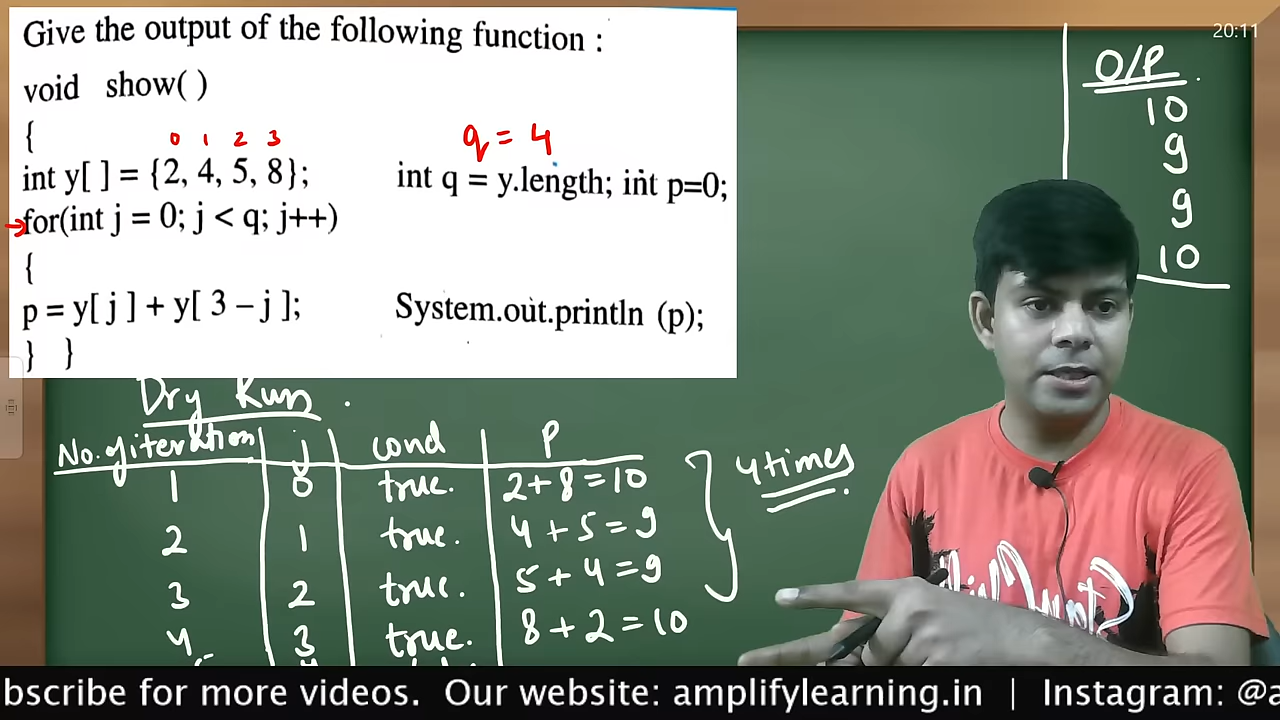 Give the output of the following function :
void show( )
{
0 1 2 3
q = 4
int y[ ] = {2, 4, 5, 8}; int q = y.length; int p=0;
→for(int j = 0; j < q; j++)
{
p = y[ j ] + y[ 3 – j ]; System.out.println (p);
} }
20:11
O/P
10
9
9
10
Dry Run .
No. of iteration j cond P
1 0 true. 2+8=10
2 1 true. 4+5=9
3 2 true. 5+4=9
4 3 true. 8+2=10
4 times
bscribe for more videos. Our website: amplifylearning.in | Instagram: @a